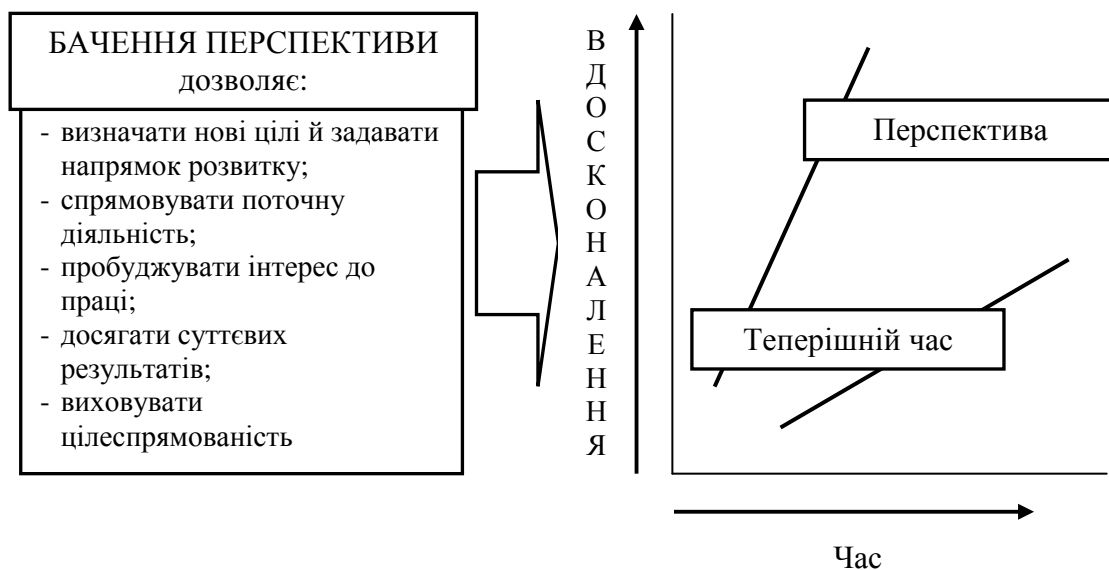 БАЧЕННЯ ПЕРСПЕКТИВИ
дозволяє:
- визначати нові цілі й задавати
напрямок розвитку;
- спрямовувати поточну
діяльність;
- пробуджувати інтерес до
праці;
- досягати суттєвих
результатів;
- виховувати
цілеспрямованість
ВДОСКОНАЛЕННЯ
Перспектива
Теперішній час
Час